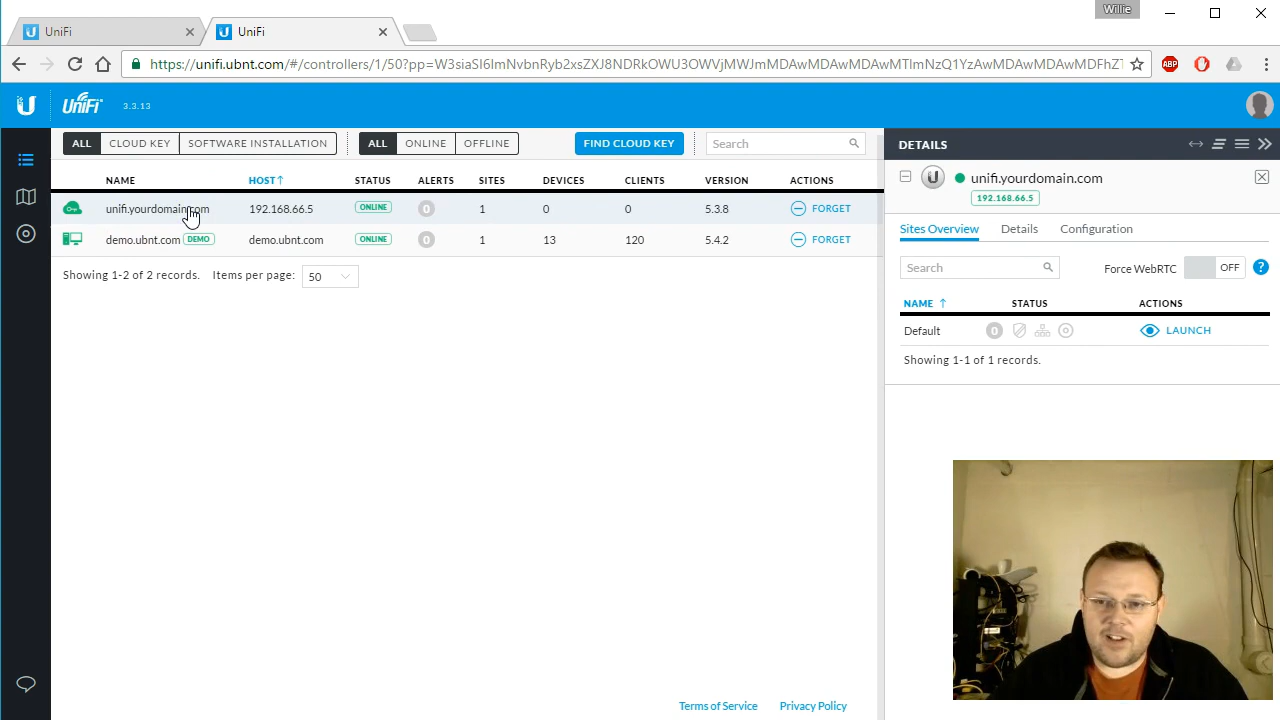 Willie
UniFi
UniFi
https://unifi.ubnt.com/#/controllers/1/50?pp=W3siaSI6ImNvbnRyb2xsZXJ8NDRkOWU3OWVjMWJmMDAwMDAwMDAwMTImNzQ1YzAwMDAwMDAwMDFhZT
ABP
U UniFi 3.3.13
ALL CLOUD KEY SOFTWARE INSTALLATION ALL ONLINE OFFLINE FIND CLOUD KEY Search
NAME HOST↑ STATUS ALERTS SITES DEVICES CLIENTS VERSION ACTIONS
unifi.yourdomain.com 192.168.66.5 ONLINE 0 1 0 0 5.3.8 FORGET
demo.ubnt.com DEMO demo.ubnt.com ONLINE 0 1 13 120 5.4.2 FORGET
Showing 1-2 of 2 records. Items per page: 50
DETAILS
U unifi.yourdomain.com
192.168.66.5
Sites Overview Details Configuration
Search Force WebRTC OFF ?
NAME ↑ STATUS ACTIONS
Default 0 LAUNCH
Showing 1-1 of 1 records.
Terms of Service Privacy Policy